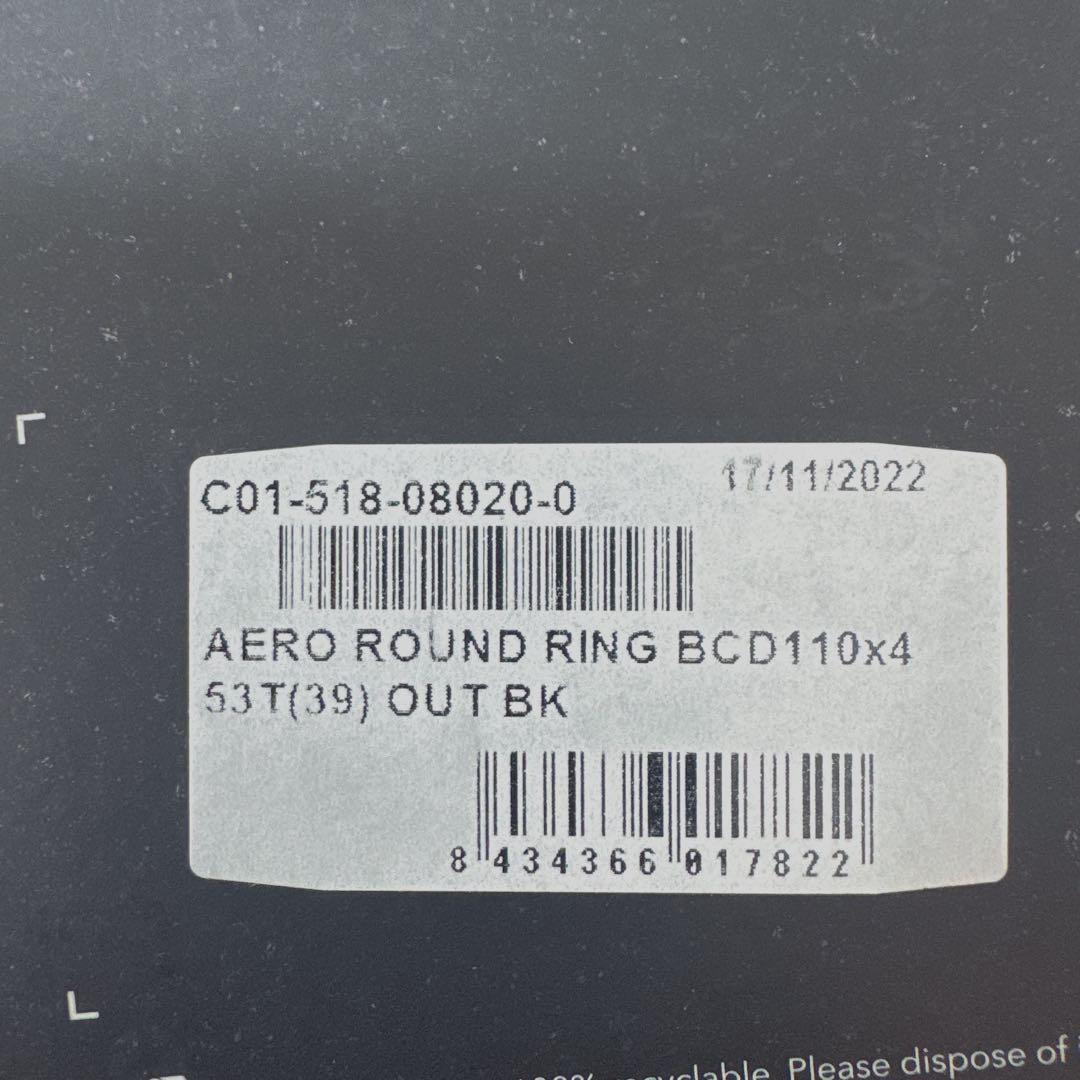 C01-518-08020-0
17/11/2022
AERO ROUND RING BCD110x4
53T(39) OUT BK
8 434366 017822
Please dispose of